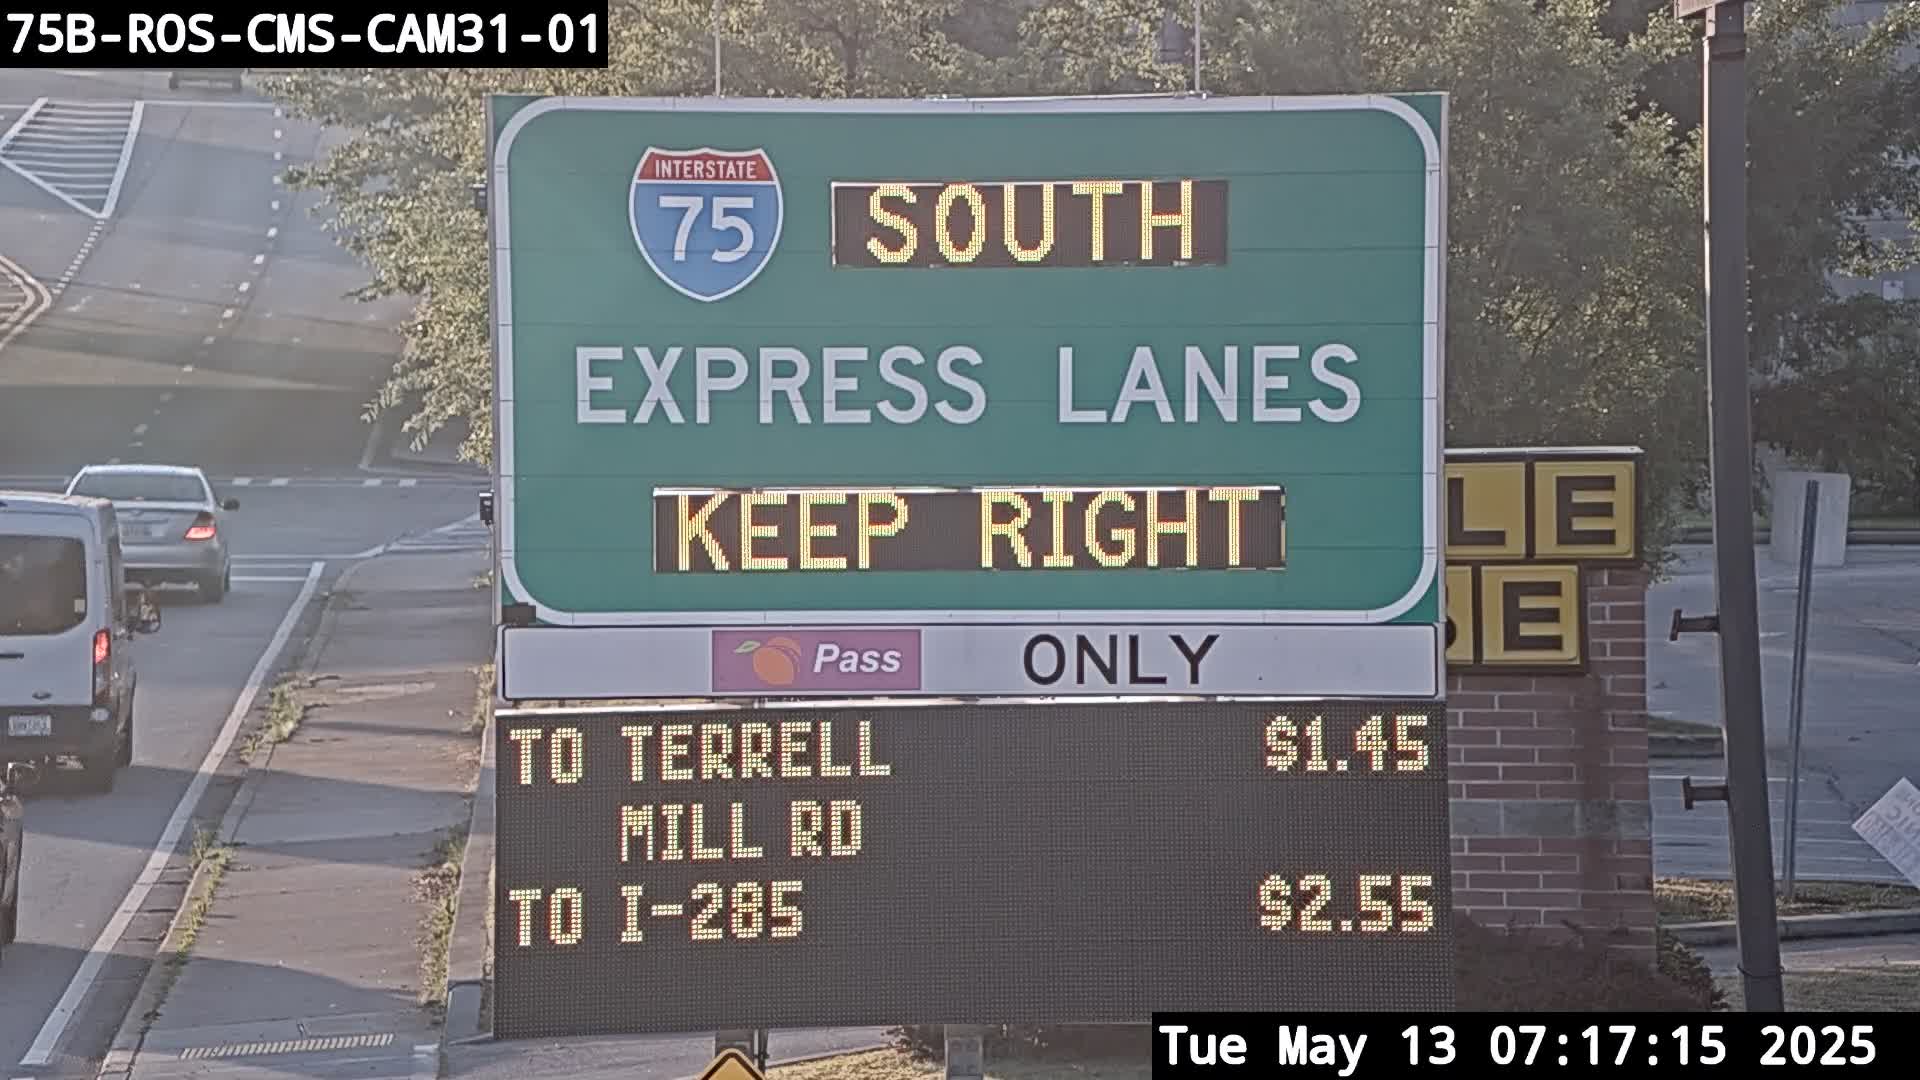 75B-ROS-CMS-CAM31-01
INTERSTATE
75
SOUTH
EXPRESS LANES
KEEP RIGHT
Pass ONLY
TO TERRELL $1.45
MILL RD
TO I-285 $2.55
LE
E
Tue May 13 07:17:15 2025